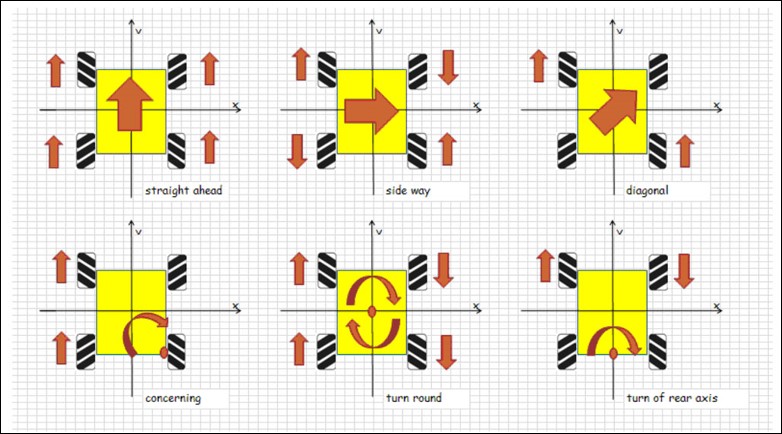 v
v
v
x
x
x
straight ahead
side way
diagonal
v
v
v
x
x
x
concerning
turn round
turn of rear axis